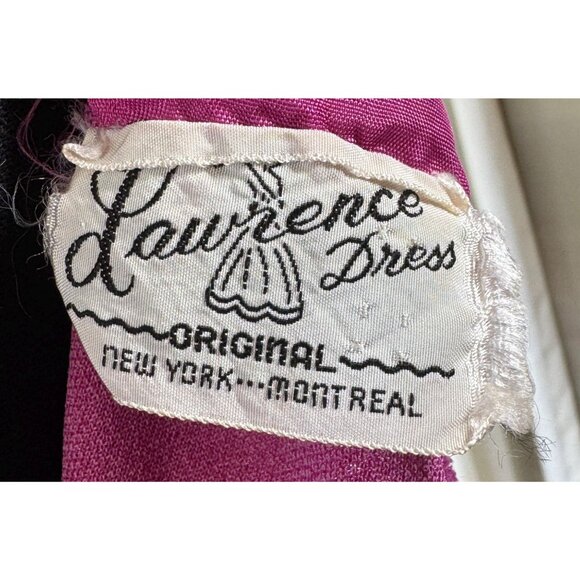 Lawrence
Dress
ORIGINAL
NEW YORK···MONTREAL